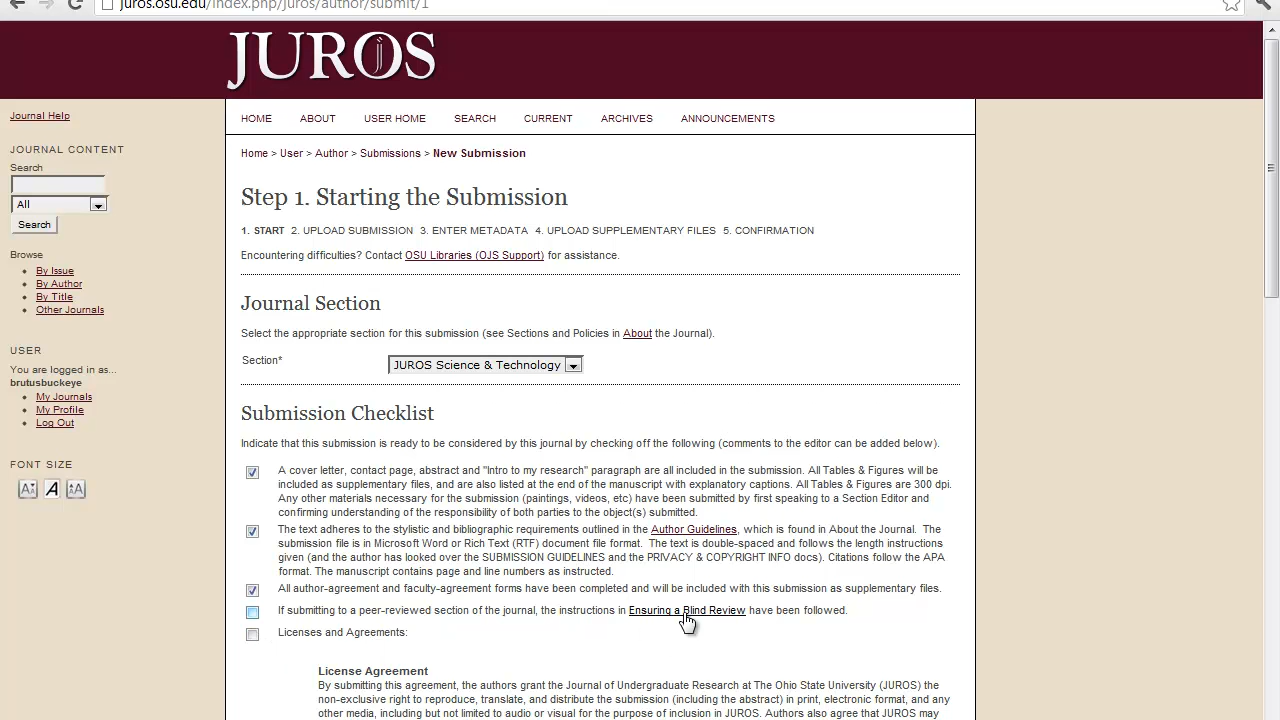 juros.osu.edu/index.php/juros/author/submit/1
JUROS
Journal Help
JOURNAL CONTENT
Search
All
Search
Browse
By Issue
By Author
By Title
Other Journals
USER
You are logged in as...
brutusbuckeye
My Journals
My Profile
Log Out
FONT SIZE
A A A
HOME ABOUT USER HOME SEARCH CURRENT ARCHIVES ANNOUNCEMENTS
Home > User > Author > Submissions > New Submission
Step 1. Starting the Submission
1. START 2. UPLOAD SUBMISSION 3. ENTER METADATA 4. UPLOAD SUPPLEMENTARY FILES 5. CONFIRMATION
Encountering difficulties? Contact OSU Libraries (OJS Support) for assistance.
Journal Section
Select the appropriate section for this submission (see Sections and Policies in About the Journal).
Section* JUROS Science & Technology
Submission Checklist
Indicate that this submission is ready to be considered by this journal by checking off the following (comments to the editor can be added below).
A cover letter, contact page, abstract and "Intro to my research" paragraph are all included in the submission. All Tables & Figures will be
included as supplementary files, and are also listed at the end of the manuscript with explanatory captions. All Tables & Figures are 300 dpi.
Any other materials necessary for the submission (paintings, videos, etc) have been submitted by first speaking to a Section Editor and
confirming understanding of the responsibility of both parties to the object(s) submitted.
The text adheres to the stylistic and bibliographic requirements outlined in the Author Guidelines, which is found in About the Journal. The
submission file is in Microsoft Word or Rich Text (RTF) document file format. The text is double-spaced and follows the length instructions
given (and the author has looked over the SUBMISSION GUIDELINES and the PRIVACY & COPYRIGHT INFO docs). Citations follow the APA
format. The manuscript contains page and line numbers as instructed.
All author-agreement and faculty-agreement forms have been completed and will be included with this submission as supplementary files.
If submitting to a peer-reviewed section of the journal, the instructions in Ensuring a Blind Review have been followed.
Licenses and Agreements:
License Agreement
By submitting this agreement, the authors grant the Journal of Undergraduate Research at The Ohio State University (JUROS) the
non-exclusive right to reproduce, translate, and distribute the submission (including the abstract) in print, electronic format, and any
other media, including but not limited to audio or visual for the purpose of inclusion in JUROS. Authors also agree that JUROS may